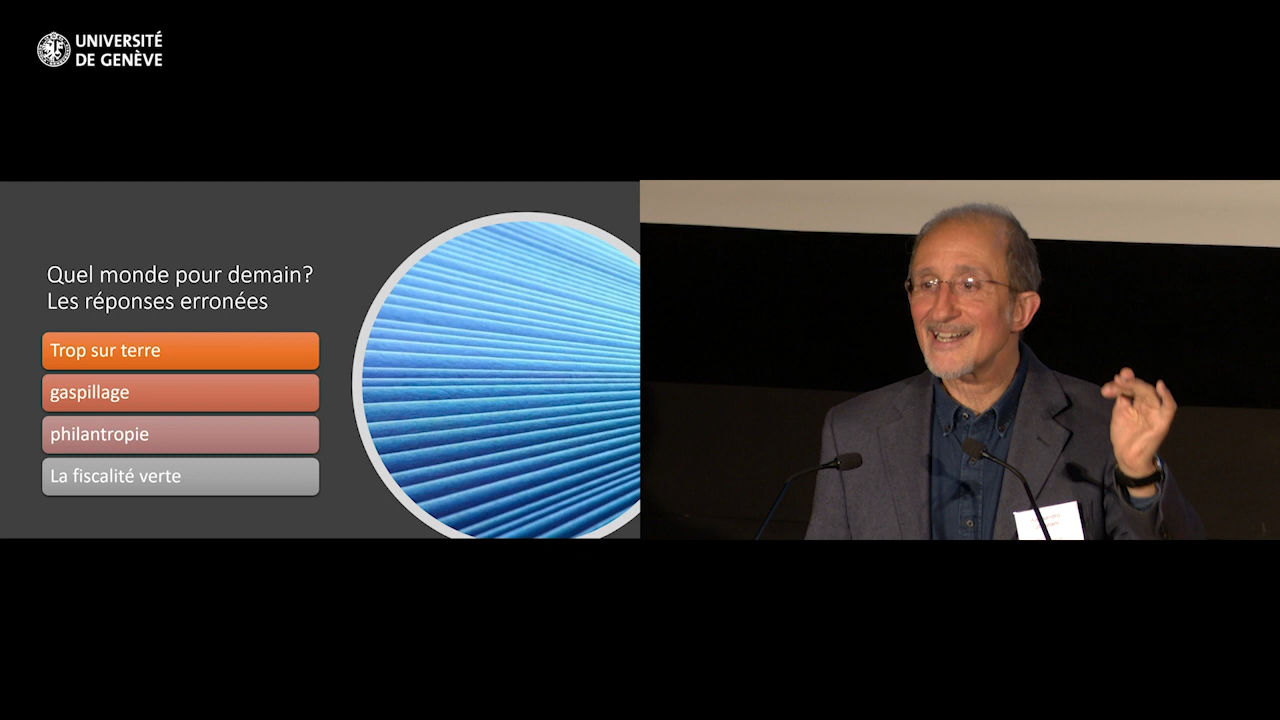 UNIVERSITÉ
DE GENÈVE
Quel monde pour demain?
Les réponses erronées
Trop sur terre
gaspillage
philantropie
La fiscalité verte